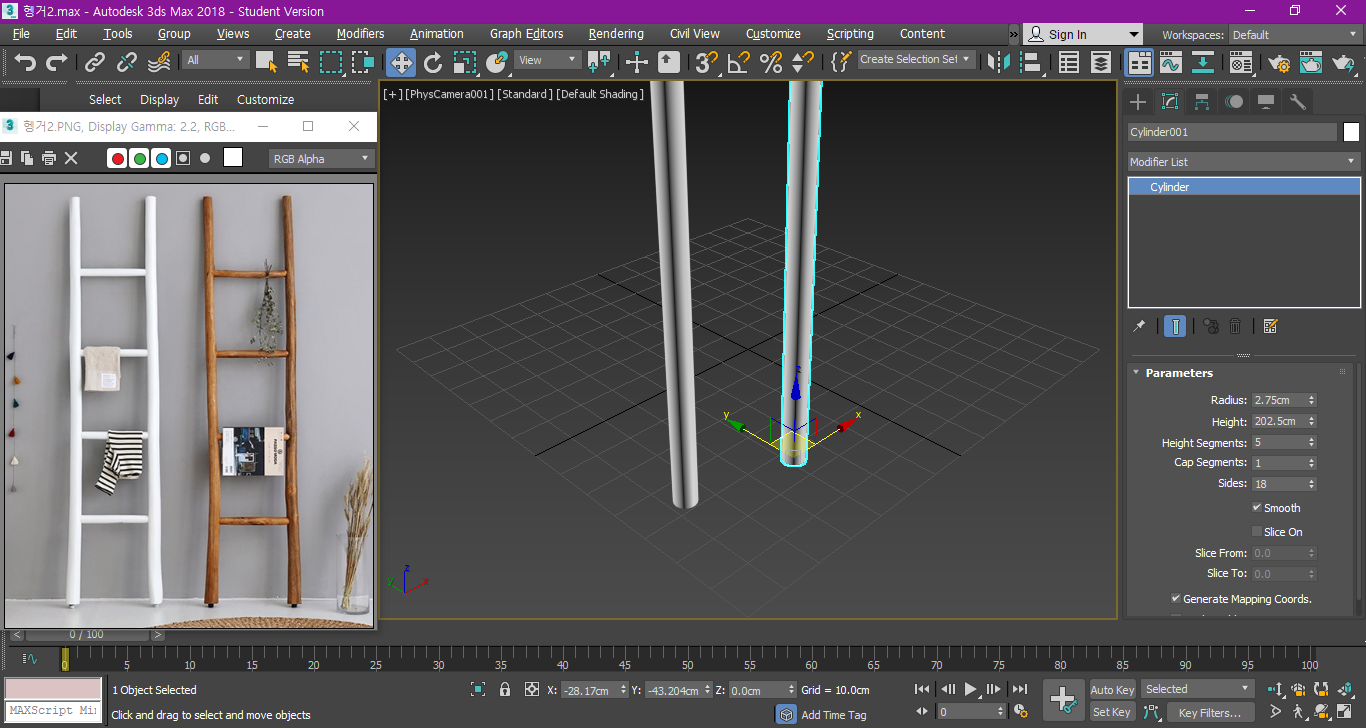 행거2.max - Autodesk 3ds Max 2018 - Student Version
File Edit Tools Group Views Create Modifiers Animation Graph Editors Rendering Civil View Customize Scripting Content » Sign In Workspaces: Default
All View 3 Create Selection Set
Select Display Edit Customize
행거2.PNG, Display Gamma: 2.2, RGB...
RGB Alpha
[+] [PhysCamera001] [Standard] [Default Shading]
z
y x
z
y x
Cylinder001
Modifier List
Cylinder
Parameters
Radius: 2.75cm
Height: 202.5cm
Height Segments: 5
Cap Segments: 1
Sides: 18
Smooth
Slice On
Slice From: 0.0
Slice To: 0.0
Generate Mapping Coords.
< 0 / 100 >
0 5 10 15 20 25 30 35 40 45 50 55 60 65 70 75 80 85 90 95 100
1 Object Selected X: -28.17cm Y: -43.204cm Z: 0.0cm Grid = 10.0cm Auto Key Selected
MAXScript Mi
Click and drag to select and move objects Add Time Tag 0 Set Key Key Filters...